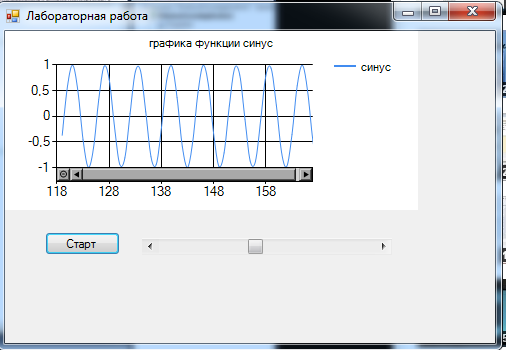 Лабораторная работа
графика функции синус
1
0,5
0
-0,5
-1
118 128 138 148 158
синус
Старт